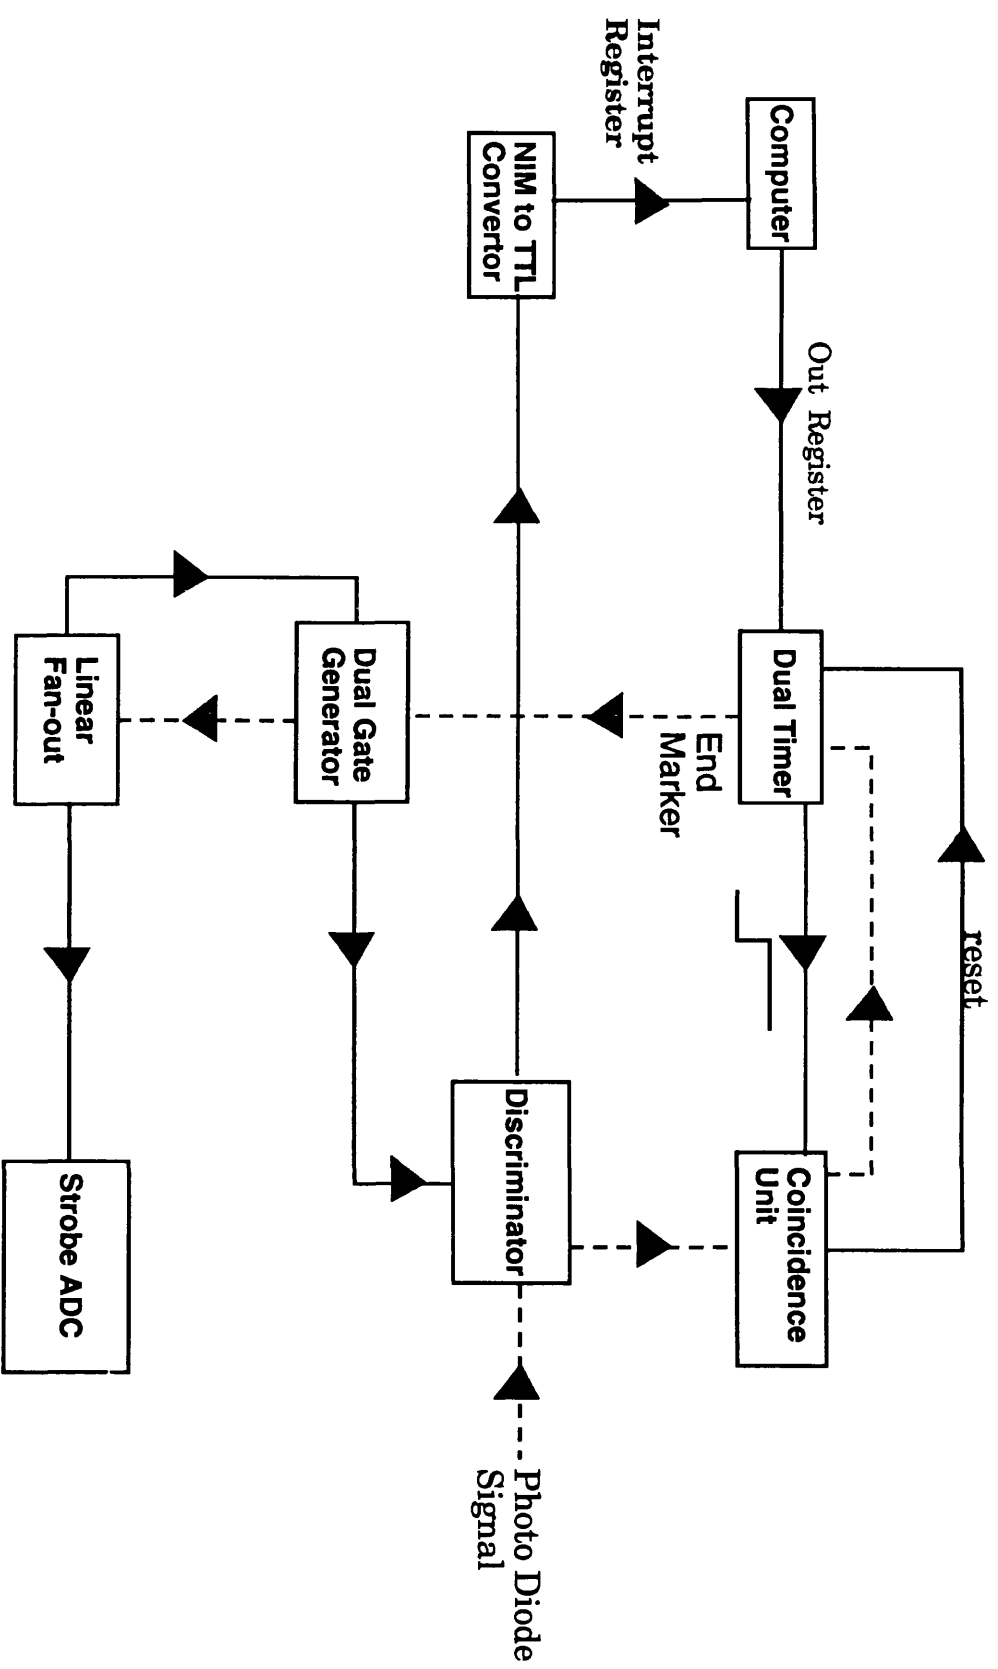 Computer
Out Register
Interrupt
Register
NIM to TTL
Convertor
reset
Dual Timer
End
Marker
Coincidence
Unit
Dual Gate
Generator
Discriminator
Photo Diode
Signal
Linear
Fan-out
Strobe ADC